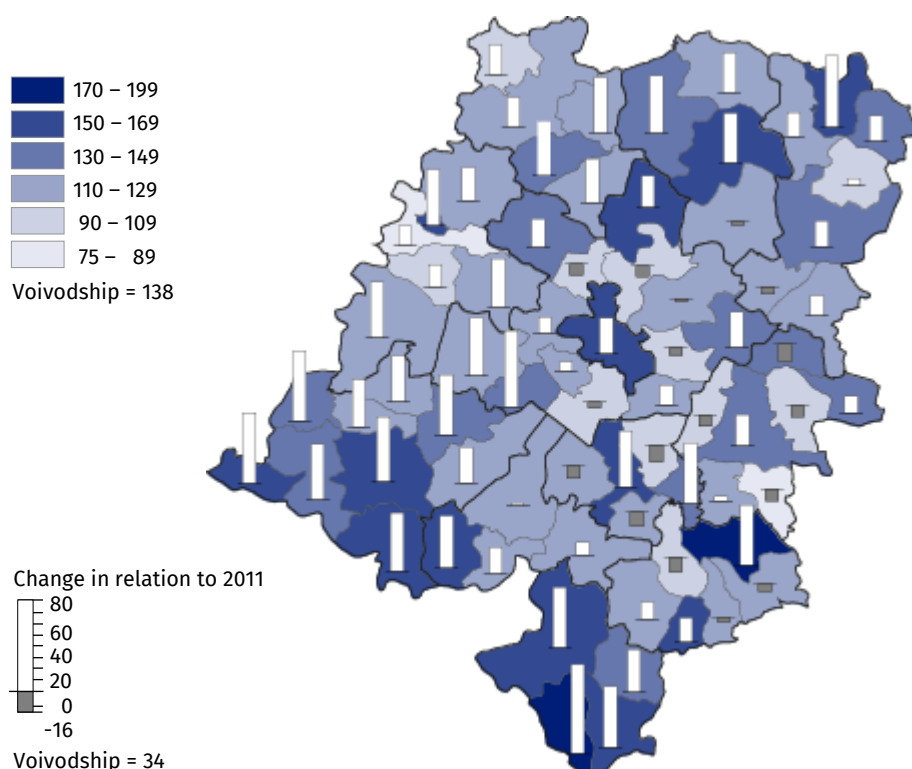 170 – 199
150 – 169
130 – 149
110 – 129
90 – 109
75 – 89
Voivodship = 138
Change in relation to 2011
80
60
40
20
0
-16
Voivodship = 34